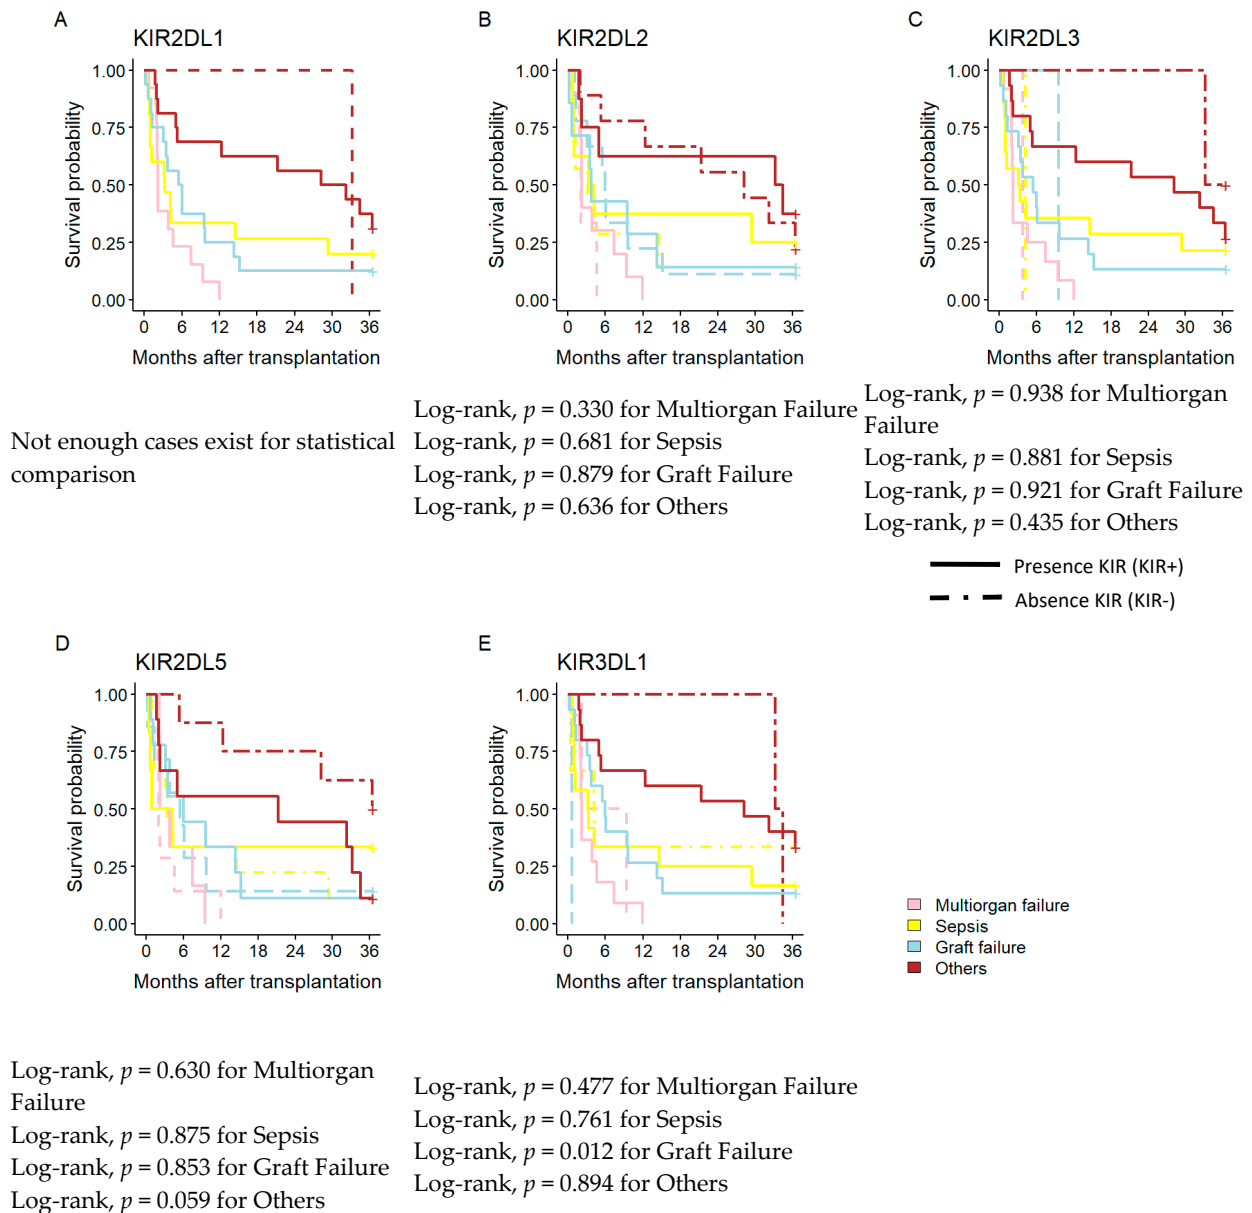 A
KIR2DL1
1.00
0.75
0.50
0.25
0.00
Survival probability
0 6 12 24 30 36
Months after transplantation
B
KIR2DL2
1.00
0.75
0.50
0.25
0.00
Survival probability
0 6 12 24 30 36
Months after transplantation
C
KIR2DL3
1.00
0.75
0.50
0.25
0.00
Survival probability
0 6 12 24 30 36
Months after transplantation
Not enough cases exist for statistical
comparison
Log-rank, p = 0.330 for Multiorgan Failure
Log-rank, p = 0.681 for Sepsis
Log-rank, p = 0.879 for Graft Failure
Log-rank, p = 0.636 for Others
Log-rank, p = 0.938 for Multiorgan
Failure
Log-rank, p = 0.881 for Sepsis
Log-rank, p = 0.921 for Graft Failure
Log-rank, p = 0.435 for Others
Presence KIR (KIR+)
Absence KIR (KIR-)
D
KIR2DL5
1.00
0.75
0.50
0.25
0.00
Survival probability
0 6 12 24 30 36
Months after transplantation
E
KIR3DL1
1.00
0.75
0.50
0.25
0.00
Survival probability
0 6 12 24 30 36
Months after transplantation
Multiorgan failure
Sepsis
Graft failure
Others
Log-rank, p = 0.630 for Multiorgan
Failure
Log-rank, p = 0.875 for Sepsis
Log-rank, p = 0.853 for Graft Failure
Log-rank, p = 0.059 for Others
Log-rank, p = 0.477 for Multiorgan Failure
Log-rank, p = 0.761 for Sepsis
Log-rank, p = 0.012 for Graft Failure
Log-rank, p = 0.894 for Others